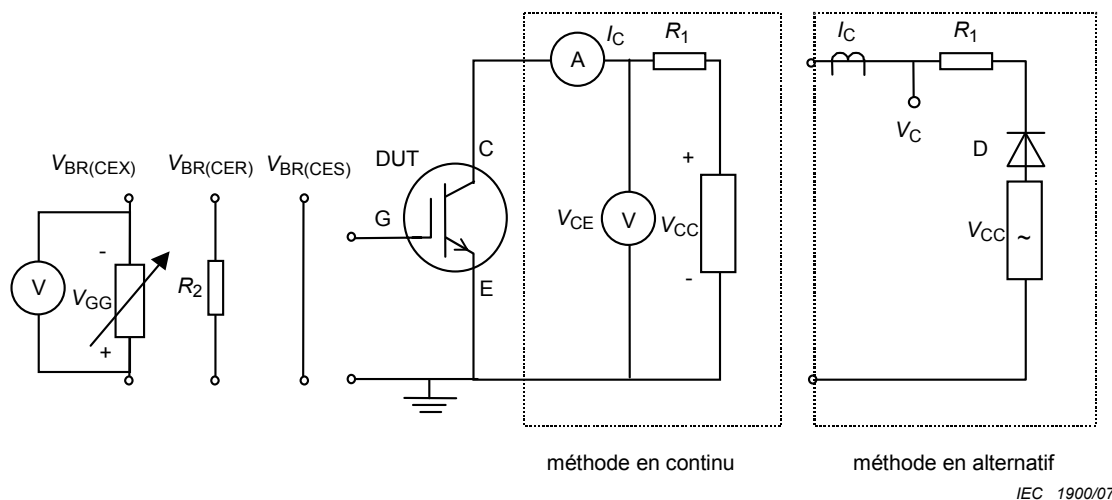 I_C R_1
A
I_C R_1
V_C
V_BR(CEX) V_BR(CER) V_BR(CES) DUT C
+
D
G
V_CE V V_CC
V_CC ~
-
V V_GG R_2
E
-
+
méthode en continu méthode en alternatif
IEC 1900/07